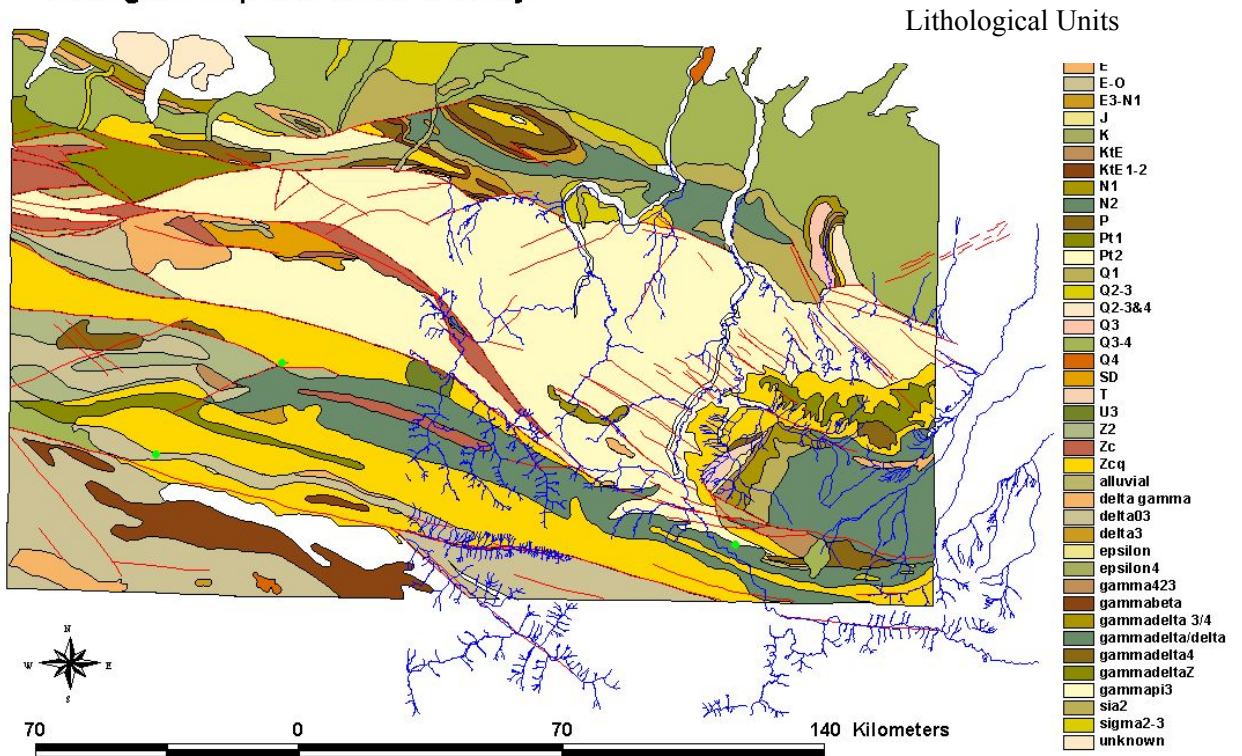 Lithological Units
E
E-O
E3-N1
J
K
KtE
KtE 1-2
N1
N2
P
Pt1
Pt2
Q1
Q2-3
Q2-3&4
Q3
Q3-4
Q4
SD
T
U3
Z2
Zc
Zcq
alluvial
delta gamma
delta03
delta3
epsilon
epsilon4
gamma423
gammabeta
gammadelta 3/4
gammadelta/delta
gammadelta4
gammadeltaZ
gammapi3
sia2
sigma2-3
unknown
N
W E
S
70 0 70 140 Kilometers